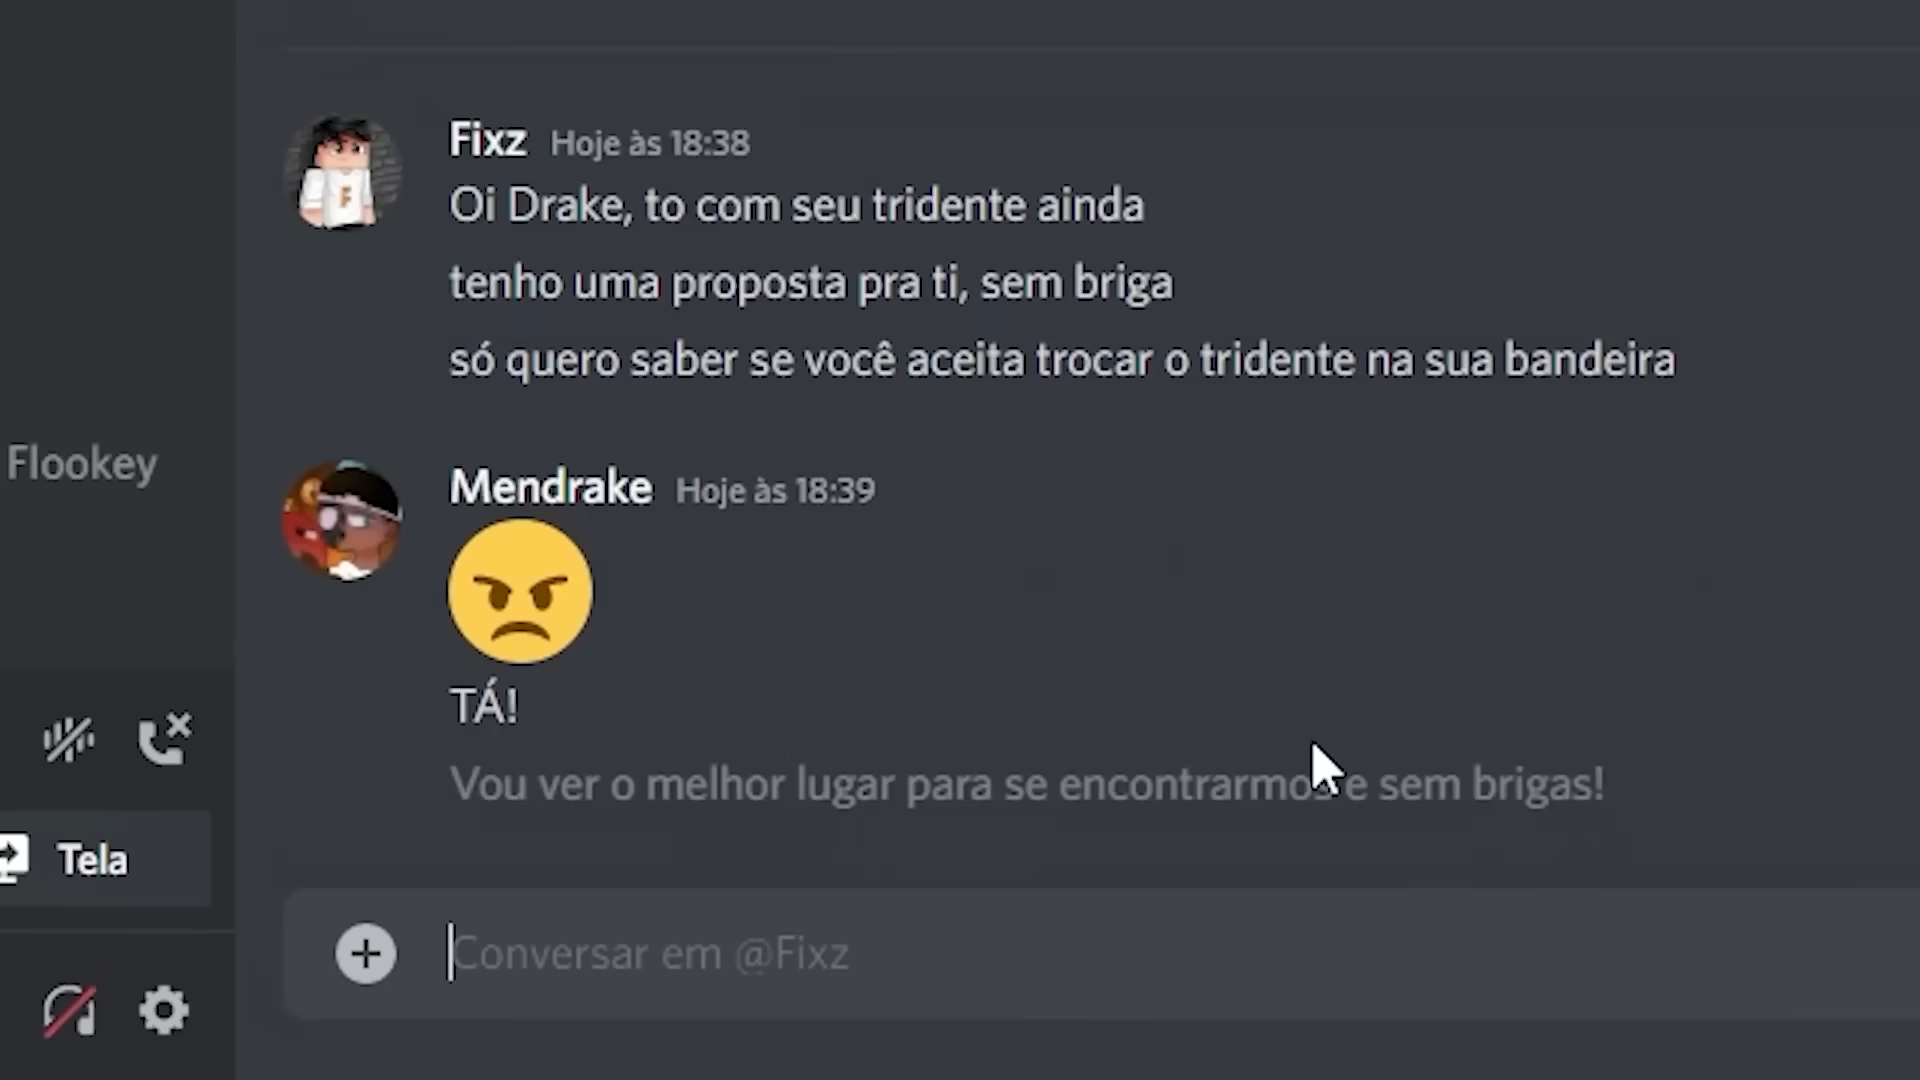 Fixz Hoje às 18:38
Oi Drake, to com seu tridente ainda
tenho uma proposta pra ti, sem briga
só quero saber se você aceita trocar o tridente na sua bandeira
Flookey
Mendrake Hoje às 18:39
TÁ!
Vou ver o melhor lugar para se encontrarmos e sem brigas!
Tela
Conversar em @Fixz